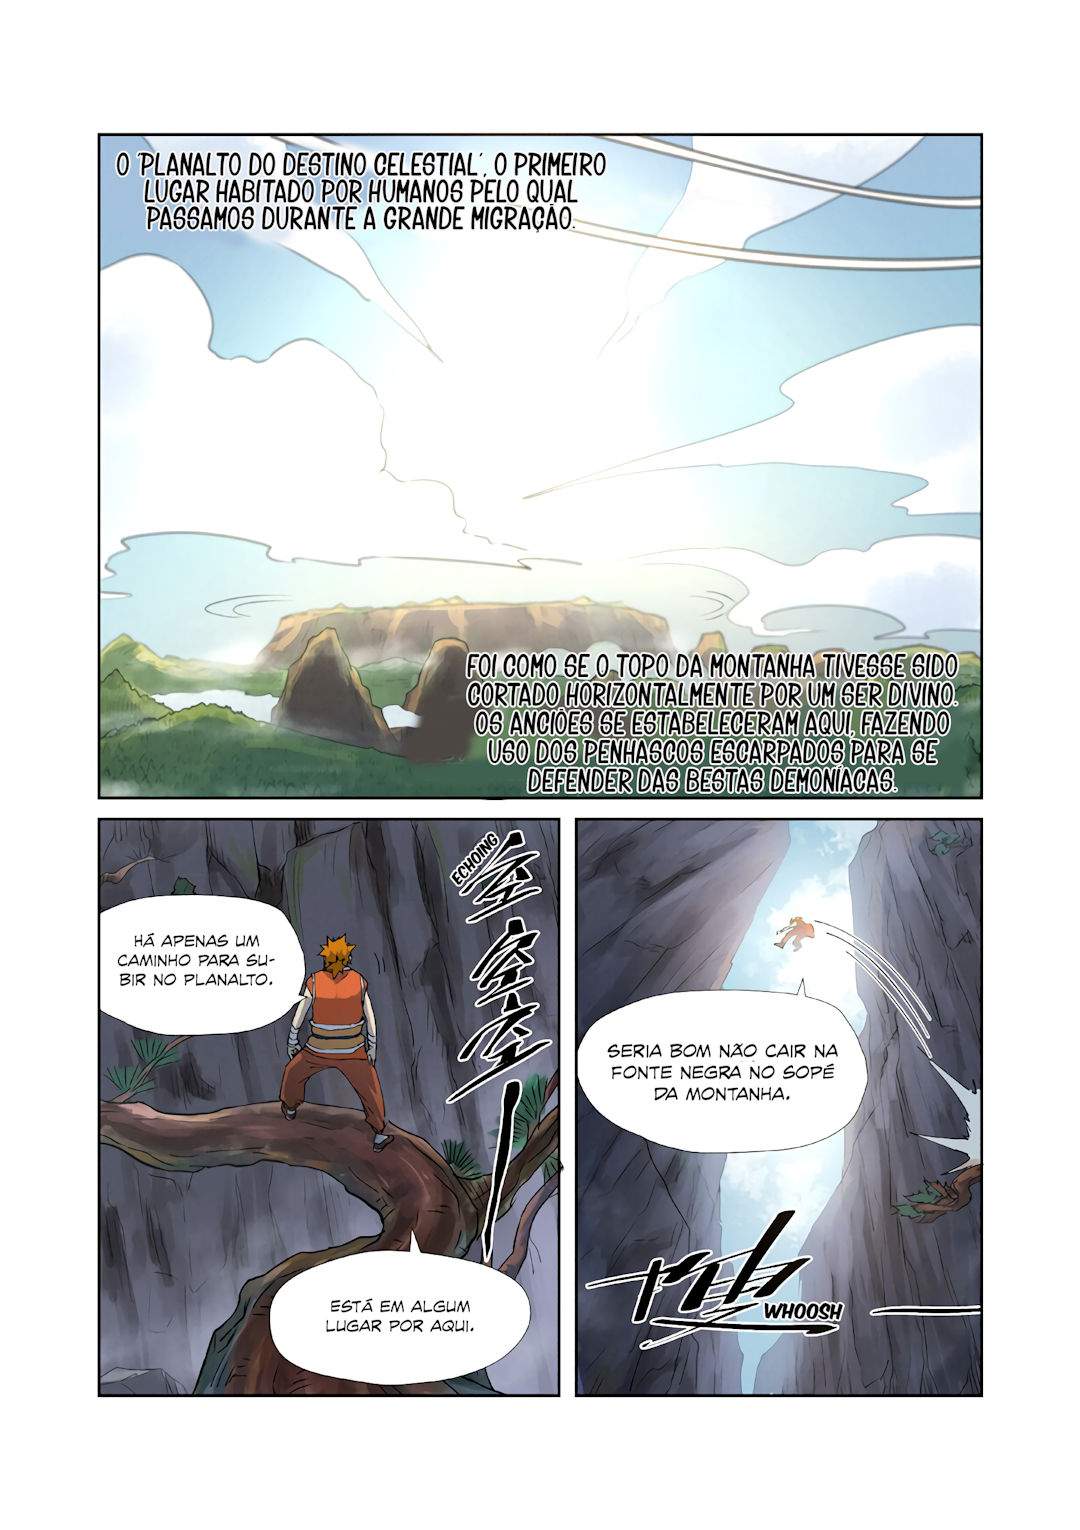 O 'PLANALTO DO DESTINO CELESTIAL', O PRIMEIRO
LUGAR HABITADO POR HUMANOS PELO QUAL
PASSAMOS DURANTE A GRANDE MIGRAÇÃO.
FOI COMO SE O TOPO DA MONTANHA TIVESSE SIDO
CORTADO HORIZONTALMENTE POR UM SER DIVINO.
OS ANCIÕES SE ESTABELECERAM AQUI, FAZENDO
USO DOS PENHASCOS ESCARPADOS PARA SE
DEFENDER DAS BESTAS DEMONÍACAS.
ECHOING
空
空
空
HÁ APENAS UM
CAMINHO PARA SU-
BIR NO PLANALTO.
ESTÁ EM ALGUM
LUGAR POR AQUI.
SERIA BOM NÃO CAIR NA
FONTE NEGRA NO SOPÉ
DA MONTANHA.
WHOOSH